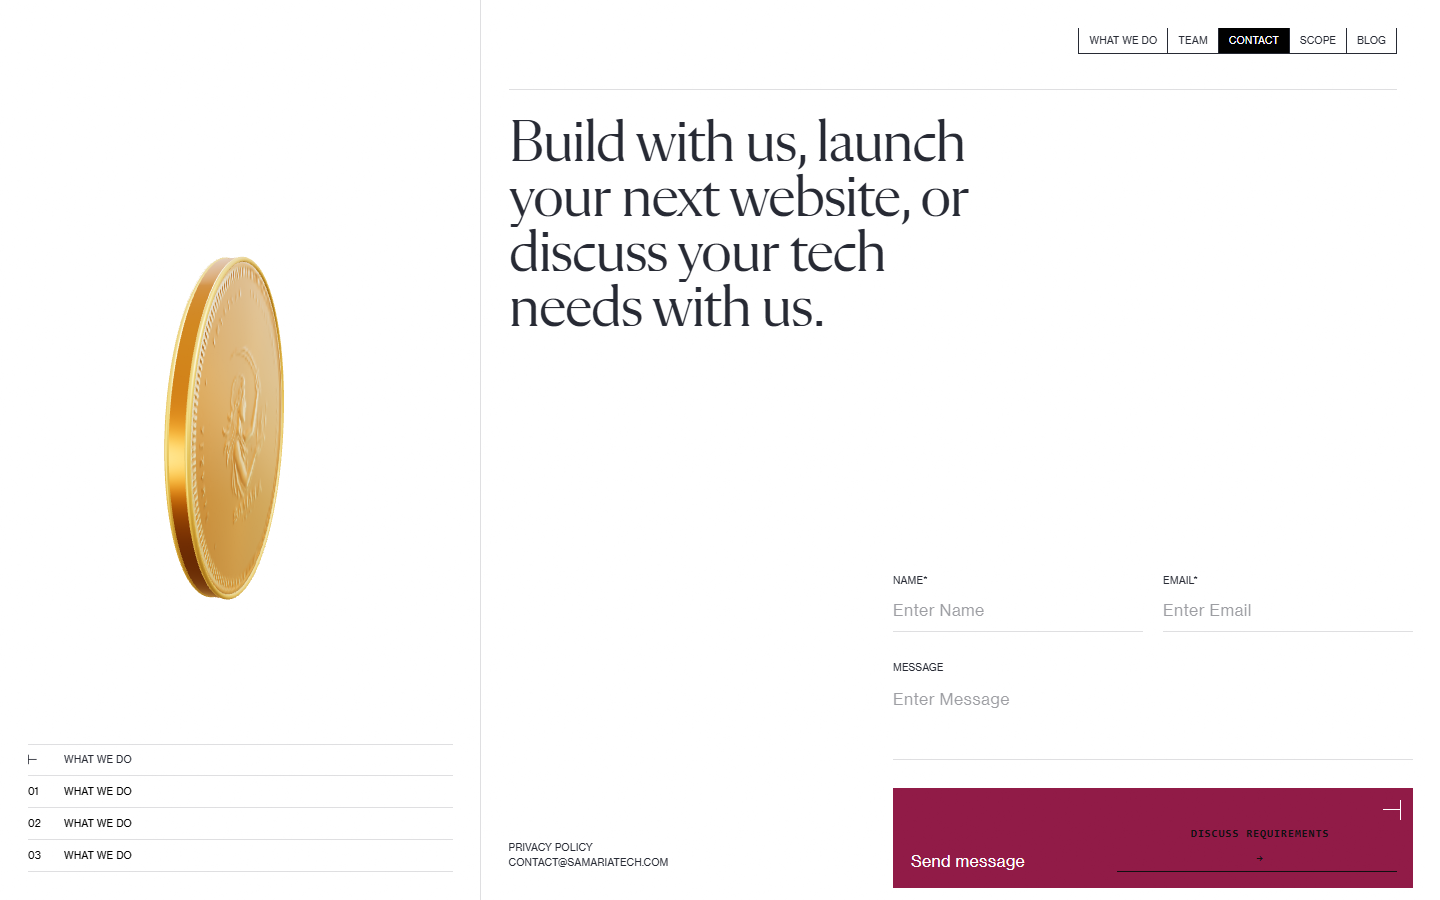 WHAT WE DO
TEAM
CONTACT
SCOPE
BLOG
Build with us, launch
your next website, or
discuss your tech
needs with us.
NAME*
EMAIL*
Enter Name
Enter Email
MESSAGE
Enter Message
WHAT WE DO
01 WHAT WE DO
02 WHAT WE DO
03 WHAT WE DO
PRIVACY POLICY
CONTACT@SAMARIATECH.COM
Send message
DISCUSS REQUIREMENTS
→